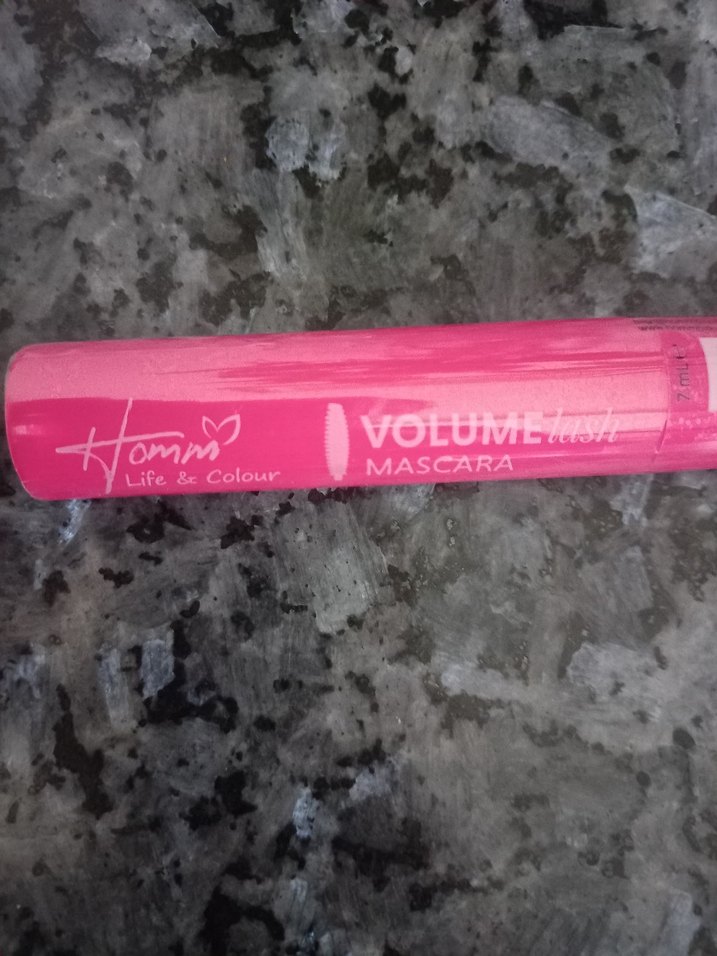 Homm
Life & Colour
VOLUME lash
MASCARA
7 mL ℮